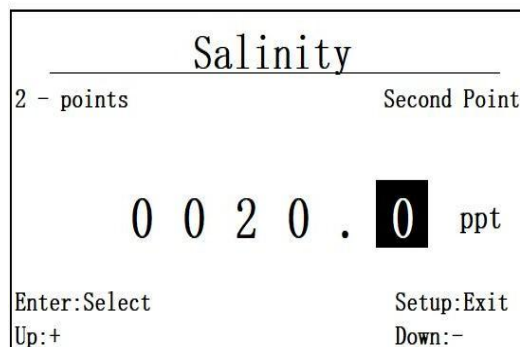 Salinity
2 - points Second Point
0 0 2 0 . 0 ppt
Enter:Select Setup:Exit
Up:+ Down:-